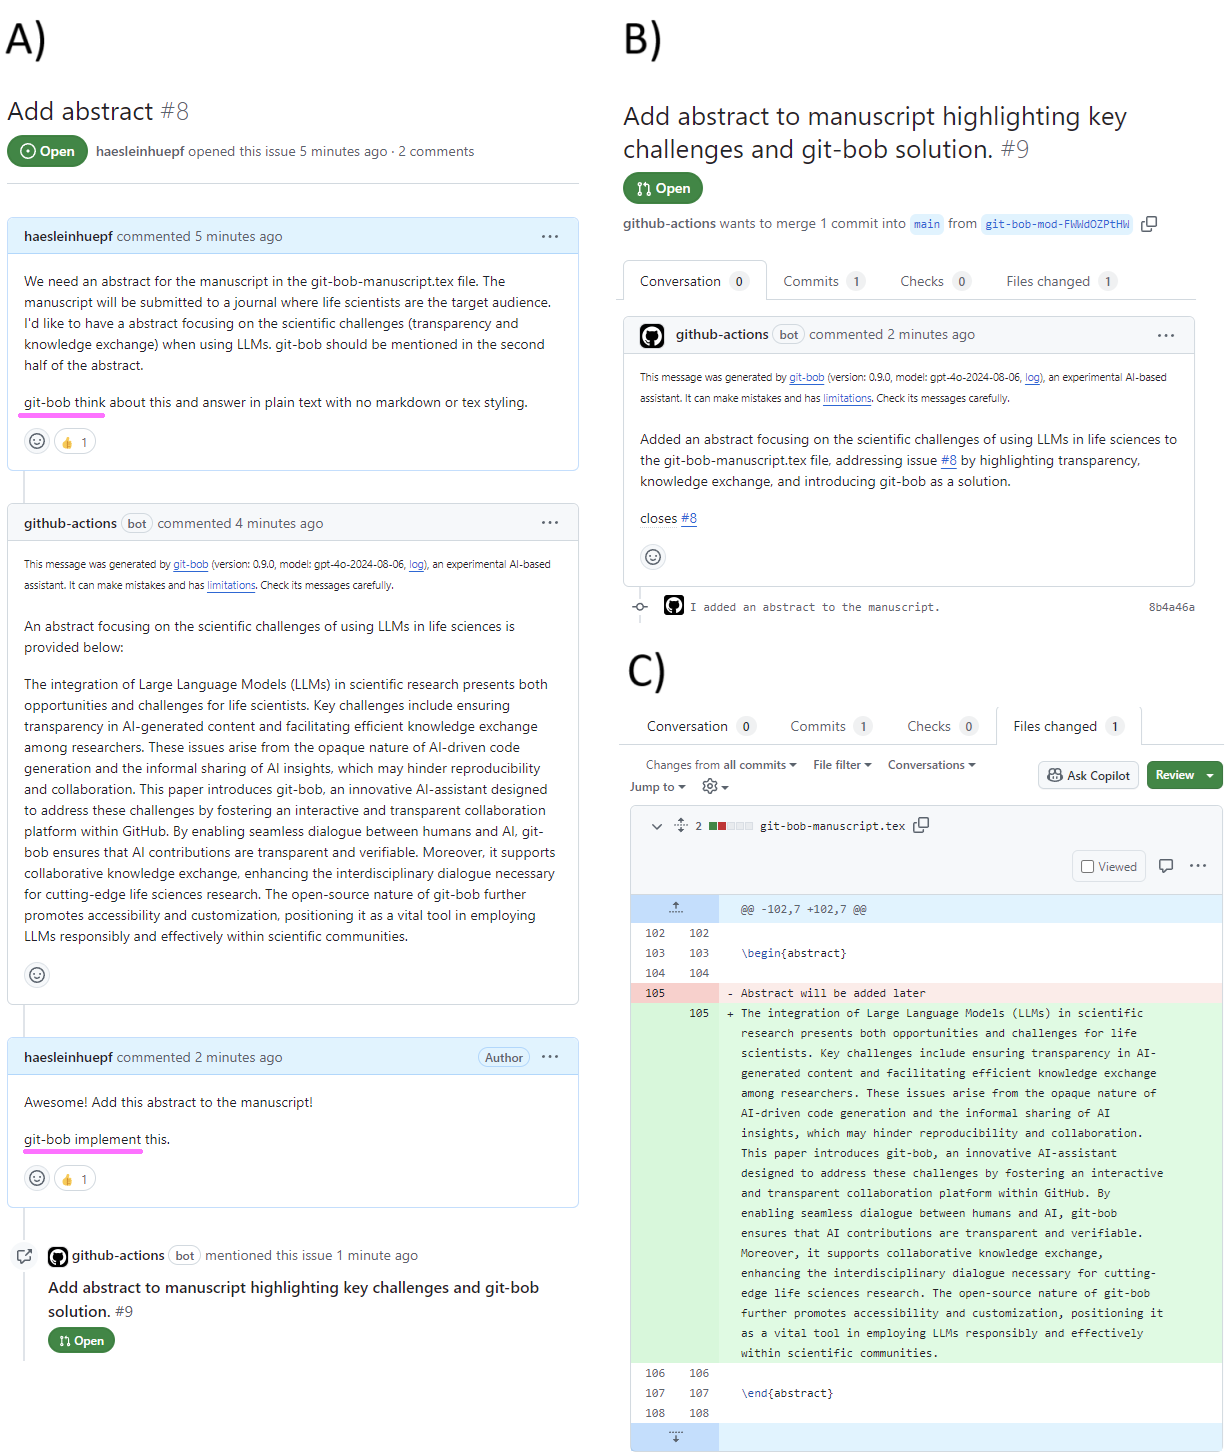 A)
Add abstract #8
Open haesleinhuepf opened this issue 5 minutes ago · 2 comments
haesleinhuepf commented 5 minutes ago
We need an abstract for the manuscript in the git-bob-manuscript.tex file. The
manuscript will be submitted to a journal where life scientists are the target audience.
I'd like to have a abstract focusing on the scientific challenges (transparency and
knowledge exchange) when using LLMs. git-bob should be mentioned in the second
half of the abstract.
git-bob think about this and answer in plain text with no markdown or tex styling.
1
github-actions bot commented 4 minutes ago
This message was generated by git-bob (version: 0.9.0, model: gpt-4o-2024-08-06, log), an experimental AI-based
assistant. It can make mistakes and has limitations. Check its messages carefully.
An abstract focusing on the scientific challenges of using LLMs in life sciences is
provided below:
The integration of Large Language Models (LLMs) in scientific research presents both
opportunities and challenges for life scientists. Key challenges include ensuring
transparency in AI-generated content and facilitating efficient knowledge exchange
among researchers. These issues arise from the opaque nature of AI-driven code
generation and the informal sharing of AI insights, which may hinder reproducibility
and collaboration. This paper introduces git-bob, an innovative AI-assistant designed
to address these challenges by fostering an interactive and transparent collaboration
platform within GitHub. By enabling seamless dialogue between humans and AI, git-
bob ensures that AI contributions are transparent and verifiable. Moreover, it supports
collaborative knowledge exchange, enhancing the interdisciplinary dialogue necessary
for cutting-edge life sciences research. The open-source nature of git-bob further
promotes accessibility and customization, positioning it as a vital tool in employing
LLMs responsibly and effectively within scientific communities.
haesleinhuepf commented 2 minutes ago Author
Awesome! Add this abstract to the manuscript!
git-bob implement this.
1
github-actions bot mentioned this issue 1 minute ago
Add abstract to manuscript highlighting key challenges and git-bob
solution. #9
Open
B)
Add abstract to manuscript highlighting key
challenges and git-bob solution. #9
Open
github-actions wants to merge 1 commit into main from git-bob-mod-FWWdOZPtHW
Conversation 0 Commits 1 Checks 0 Files changed 1
github-actions bot commented 2 minutes ago
This message was generated by git-bob (version: 0.9.0, model: gpt-4o-2024-08-06, log), an experimental AI-based
assistant. It can make mistakes and has limitations. Check its messages carefully.
Added an abstract focusing on the scientific challenges of using LLMs in life sciences to
the git-bob-manuscript.tex file, addressing issue #8 by highlighting transparency,
knowledge exchange, and introducing git-bob as a solution.
closes #8
I added an abstract to the manuscript. 8b4a46a
C)
Conversation 0 Commits 1 Checks 0 Files changed 1
Changes from all commits File filter Conversations
Jump to
Ask Copilot Review
2 git-bob-manuscript.tex
Viewed
@@ -102,7 +102,7 @@
102 102
103 103 \begin{abstract}
104 104
105 - Abstract will be added later
105 + The integration of Large Language Models (LLMs) in scientific
research presents both opportunities and challenges for life
scientists. Key challenges include ensuring transparency in AI-
generated content and facilitating efficient knowledge exchange
among researchers. These issues arise from the opaque nature of
AI-driven code generation and the informal sharing of AI
insights, which may hinder reproducibility and collaboration.
This paper introduces git-bob, an innovative AI-assistant
designed to address these challenges by fostering an interactive
and transparent collaboration platform within GitHub. By
enabling seamless dialogue between humans and AI, git-bob
ensures that AI contributions are transparent and verifiable.
Moreover, it supports collaborative knowledge exchange,
enhancing the interdisciplinary dialogue necessary for cutting-
edge life sciences research. The open-source nature of git-bob
further promotes accessibility and customization, positioning it
as a vital tool in employing LLMs responsibly and effectively
within scientific communities.
106 106
107 107 \end{abstract}
108 108